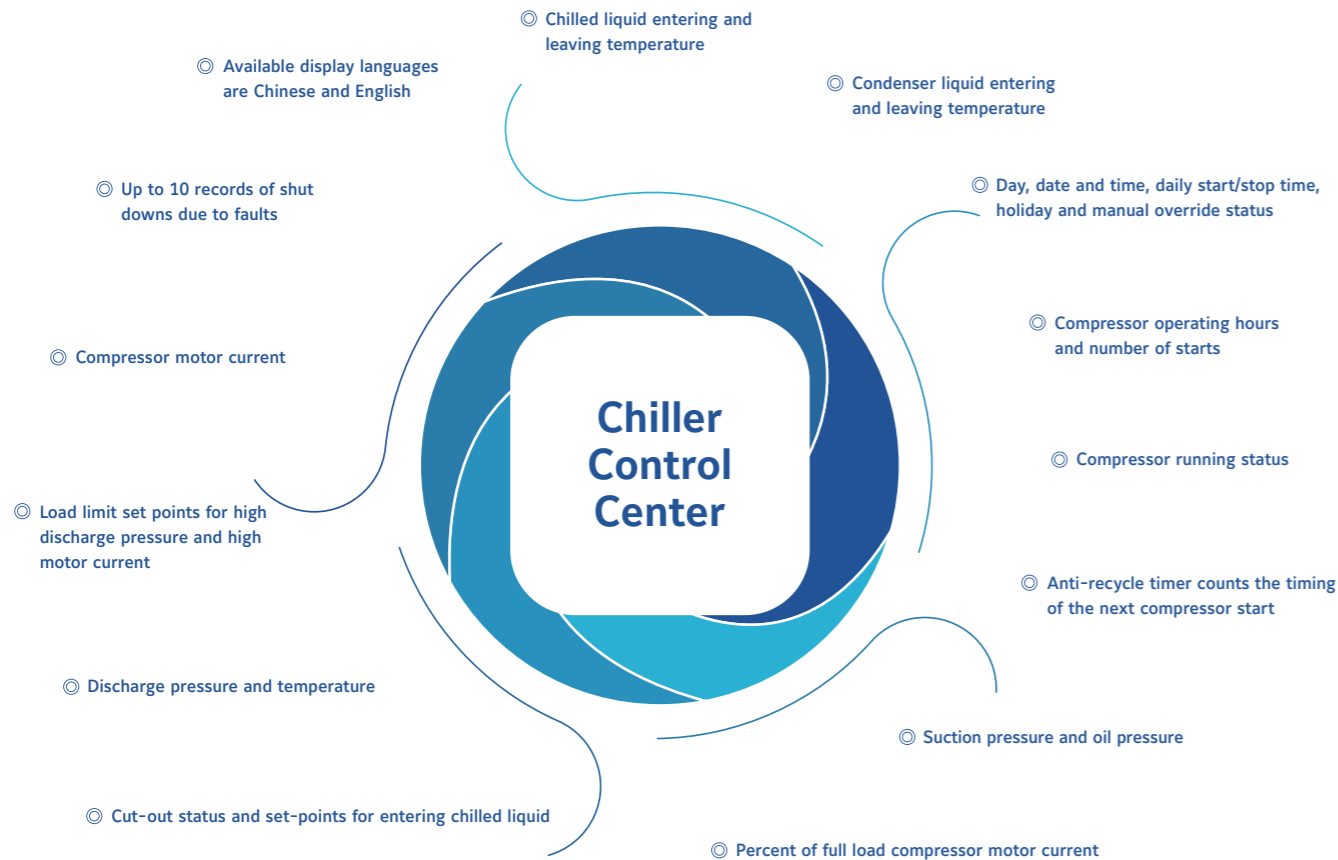 Chilled liquid entering and
leaving temperature
Available display languages
are Chinese and English
Condenser liquid entering
and leaving temperature
Up to 10 records of shut
downs due to faults
Day, date and time, daily start/stop time,
holiday and manual override status
Compressor operating hours
and number of starts
Compressor motor current
Chiller
Control
Center
Compressor running status
Load limit set points for high
discharge pressure and high
motor current
Anti-recycle timer counts the timing
of the next compressor start
Discharge pressure and temperature
Suction pressure and oil pressure
Cut-out status and set-points for entering chilled liquid
Percent of full load compressor motor current